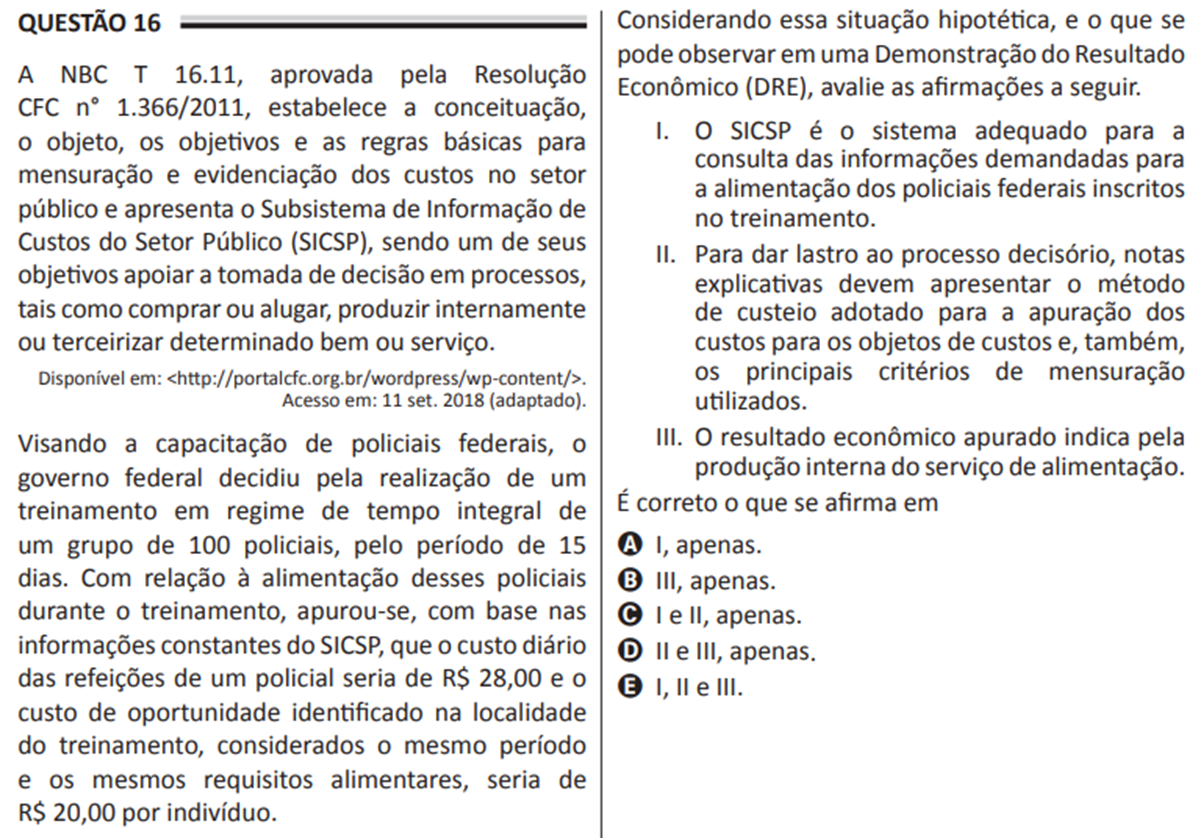 QUESTÃO 16
A NBC T 16.11, aprovada pela Resolução
CFC n° 1.366/2011, estabelece a conceituação,
o objeto, os objetivos e as regras básicas para
mensuração e evidenciação dos custos no setor
público e apresenta o Subsistema de Informação de
Custos do Setor Público (SICSP), sendo um de seus
objetivos apoiar a tomada de decisão em processos,
tais como comprar ou alugar, produzir internamente
ou terceirizar determinado bem ou serviço.
Disponível em: <http://portalcfc.org.br/wordpress/wp-content/>.
Acesso em: 11 set. 2018 (adaptado).
Visando a capacitação de policiais federais, o
governo federal decidiu pela realização de um
treinamento em regime de tempo integral de
um grupo de 100 policiais, pelo período de 15
dias. Com relação à alimentação desses policiais
durante o treinamento, apurou-se, com base nas
informações constantes do SICSP, que o custo diário
das refeições de um policial seria de R$ 28,00 e o
custo de oportunidade identificado na localidade
do treinamento, considerados o mesmo período
e os mesmos requisitos alimentares, seria de
R$ 20,00 por indivíduo.
Considerando essa situação hipotética, e o que se
pode observar em uma Demonstração do Resultado
Econômico (DRE), avalie as afirmações a seguir.
I. O SICSP é o sistema adequado para a
consulta das informações demandadas para
a alimentação dos policiais federais inscritos
no treinamento.
II. Para dar lastro ao processo decisório, notas
explicativas devem apresentar o método
de custeio adotado para a apuração dos
custos para os objetos de custos e, também,
os principais critérios de mensuração
utilizados.
III. O resultado econômico apurado indica pela
produção interna do serviço de alimentação.
É correto o que se afirma em
A I, apenas.
B III, apenas.
C I e II, apenas.
D II e III, apenas.
E I, II e III.